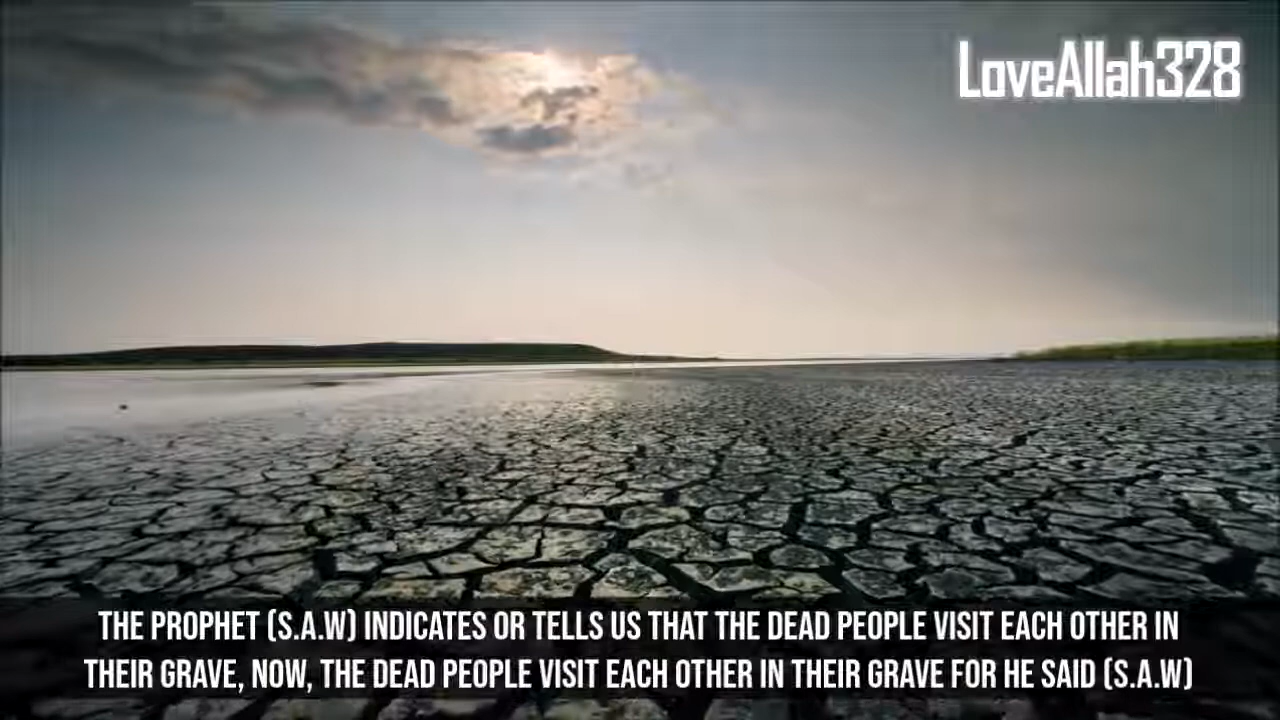 LoveAllah328
THE PROPHET (S.A.W) INDICATES OR TELLS US THAT THE DEAD PEOPLE VISIT EACH OTHER IN
THEIR GRAVE, NOW, THE DEAD PEOPLE VISIT EACH OTHER IN THEIR GRAVE FOR HE SAID (S.A.W)